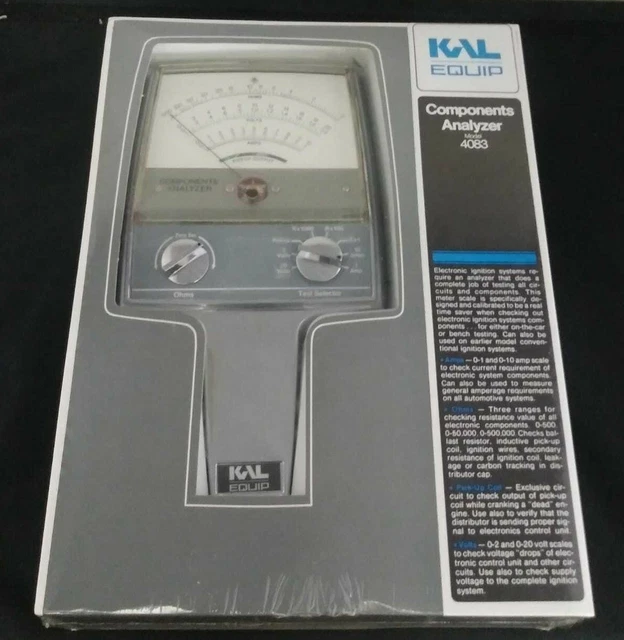 KAL
EQUIP
Components
Analyzer
Model
4083
Electronic ignition systems re-
quire an analyzer that does a
complete job of testing all cir-
cuits and components. This
meter scale is specifically de-
signed and calibrated to be a real
time saver when checking out
electronic ignition systems com-
ponents . . . for either on-the-car
or bench testing. Can also be
used on earlier model conven-
tional ignition systems.
• Amps — 0-1 and 0-10 amp scale
to check current requirement of
electronic system components.
Can also be used to measure
general amperage requirements
on all automotive systems.
• Ohms — Three ranges for
checking resistance value of all
electronic components. 0-500,
0-50,000, 0-500,000. Checks bal-
last resistor, inductive pick-up
coil, ignition wires, secondary
resistance of ignition coil, leak-
age or carbon tracking in dis-
tributor cap.
• Pick-Up Coil — Exclusive cir-
cuit to check output of pick-up
coil while cranking a "dead" en-
gine. Use also to verify that the
distributor is sending proper sig-
nal to electronics control unit.
• Volts — 0-2 and 0-20 volt scales
to check voltage "drops" of elec-
tronic control unit and other cir-
cuits. Use also to check supply
voltage to the complete ignition
system.
COMPONENTS
ANALYZER
Ohms
Test Selector
KAL
EQUIP